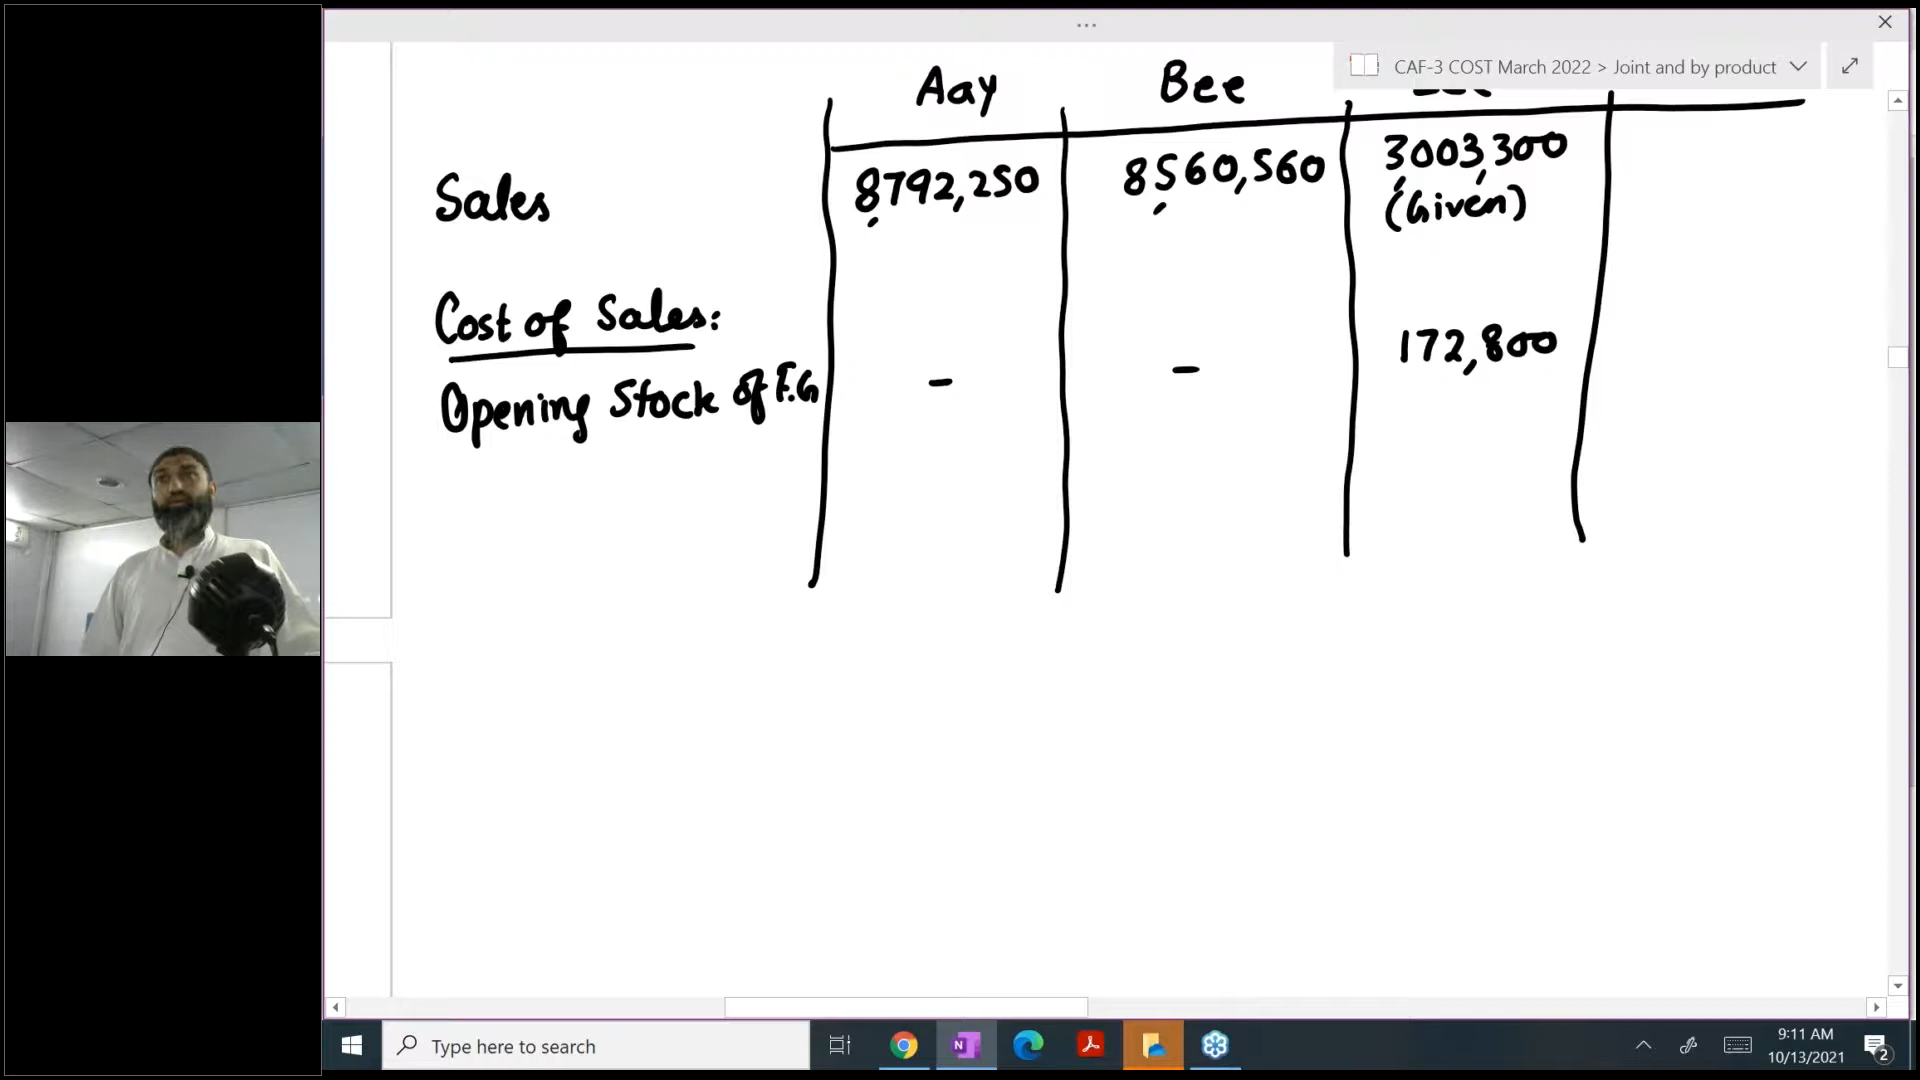 CAF-3 COST March 2022 > Joint and by product
Aay Bee
Sales 8792,250 8560,560 3003,300
(Given)
Cost of Sales:
Opening Stock of F.G - - 172,800
Type here to search
9:11 AM
10/13/2021
2